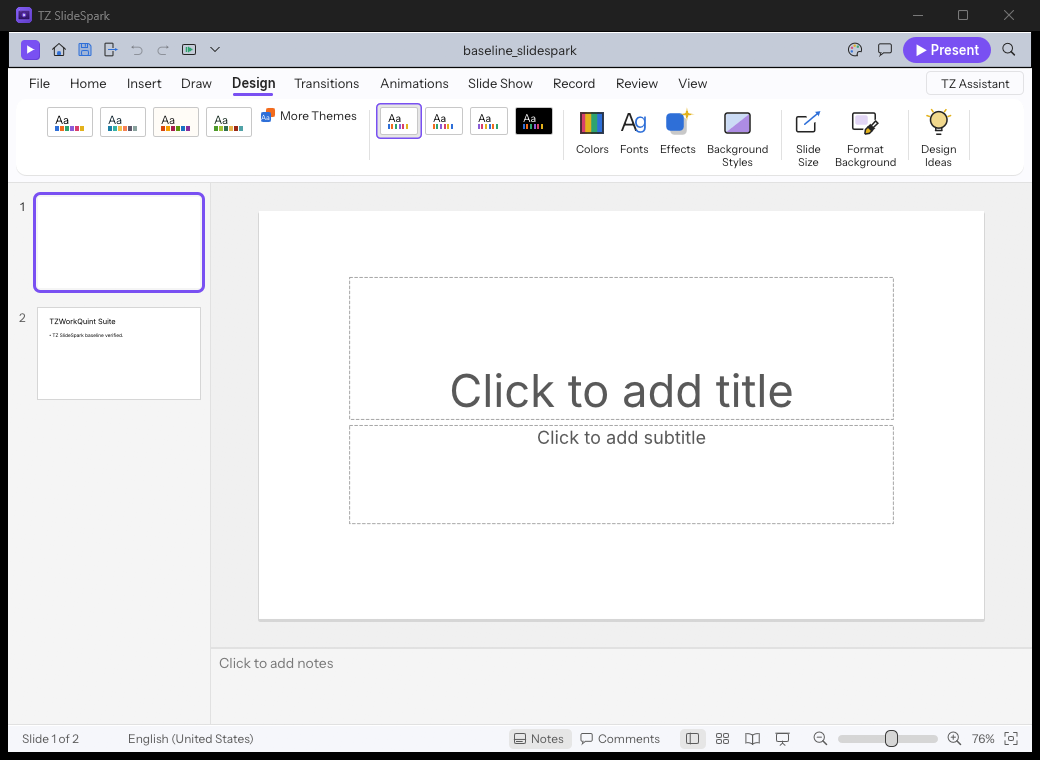 TZ SlideSpark
baseline_slidespark
Present
File Home Insert Draw Design Transitions Animations Slide Show Record Review View
TZ Assistant
Aa Aa Aa Aa
More Themes
Aa Aa Aa Aa
Colors
Ag
Fonts
Effects
Background
Styles
Slide
Size
Format
Background
Design
Ideas
1
2
TZWorkQuint Suite
• TZ SlideSpark baseline verified.
Click to add title
Click to add subtitle
Click to add notes
Slide 1 of 2
English (United States)
Notes
Comments
76%